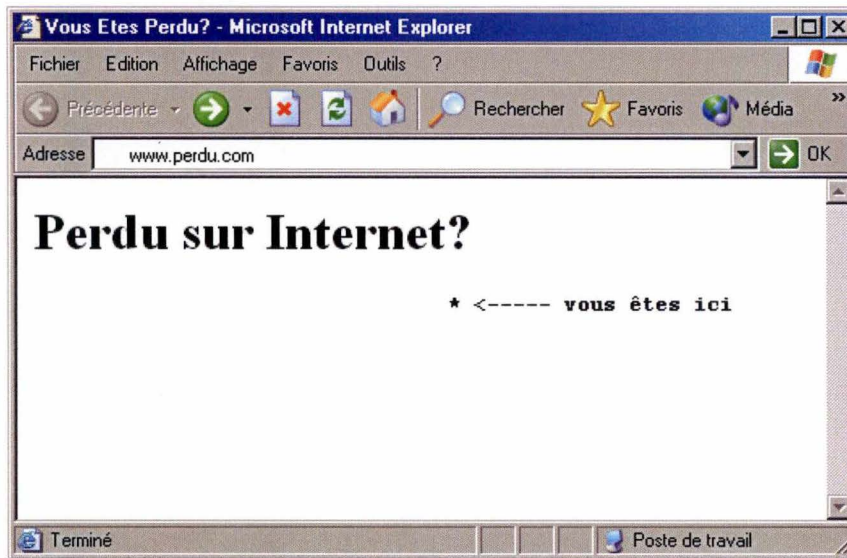 Vous Etes Perdu? - Microsoft Internet Explorer
Fichier Edition Affichage Favoris Outils ?
Précédente Rechercher Favoris Média »
Adresse www.perdu.com OK
Perdu sur Internet?
* <----- vous êtes ici
Terminé Poste de travail